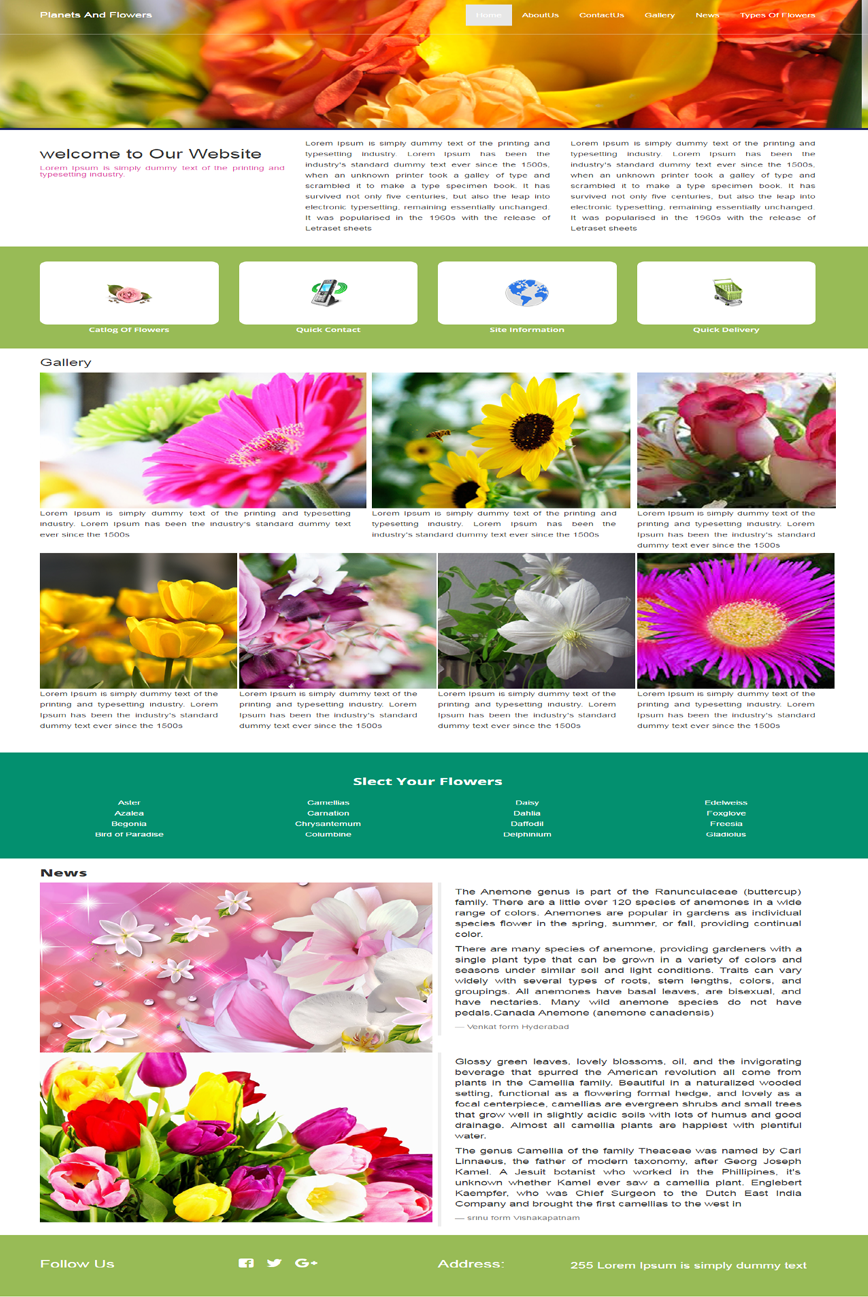 Planets And Flowers
Home AboutUs ContactUs Gallery News Types Of Flowers
welcome to Our Website
Lorem Ipsum is simply dummy text of the printing and
typesetting industry.
Lorem Ipsum is simply dummy text of the printing and
typesetting industry. Lorem Ipsum has been the
industry's standard dummy text ever since the 1500s,
when an unknown printer took a galley of type and
scrambled it to make a type specimen book. It has
survived not only five centuries, but also the leap into
electronic typesetting, remaining essentially unchanged.
It was popularised in the 1960s with the release of
Letraset sheets
Lorem Ipsum is simply dummy text of the printing and
typesetting industry. Lorem Ipsum has been the
industry's standard dummy text ever since the 1500s,
when an unknown printer took a galley of type and
scrambled it to make a type specimen book. It has
survived not only five centuries, but also the leap into
electronic typesetting, remaining essentially unchanged.
It was popularised in the 1960s with the release of
Letraset sheets
Catlog Of Flowers
Quick Contact
Site Information
Quick Delivery
Gallery
Lorem Ipsum is simply dummy text of the printing and typesetting
industry. Lorem Ipsum has been the industry's standard dummy text
ever since the 1500s
Lorem Ipsum is simply dummy text of the printing and
typesetting industry. Lorem Ipsum has been the
industry's standard dummy text ever since the 1500s
Lorem Ipsum is simply dummy text of the
printing and typesetting industry. Lorem
Ipsum has been the industry's standard
dummy text ever since the 1500s
Lorem Ipsum is simply dummy text of the
printing and typesetting industry. Lorem
Ipsum has been the industry's standard
dummy text ever since the 1500s
Lorem Ipsum is simply dummy text of the
printing and typesetting industry. Lorem
Ipsum has been the industry's standard
dummy text ever since the 1500s
Lorem Ipsum is simply dummy text of the
printing and typesetting industry. Lorem
Ipsum has been the industry's standard
dummy text ever since the 1500s
Lorem Ipsum is simply dummy text of the
printing and typesetting industry. Lorem
Ipsum has been the industry's standard
dummy text ever since the 1500s
Slect Your Flowers
Aster
Azalea
Begonia
Bird of Paradise
Camellias
Carnation
Chrysantemum
Columbine
Daisy
Dahlia
Daffodil
Delphinium
Edelweiss
Foxglove
Freesia
Gladiolus
News
The Anemone genus is part of the Ranunculaceae (buttercup)
family. There are a little over 120 species of anemones in a wide
range of colors. Anemones are popular in gardens as individual
species flower in the spring, summer, or fall, providing continual
color.
There are many species of anemone, providing gardeners with a
single plant type that can be grown in a variety of colors and
seasons under similar soil and light conditions. Traits can vary
widely with several types of roots, stem lengths, colors, and
groupings. All anemones have basal leaves, are bisexual, and
have nectaries. Many wild anemone species do not have
pedals.Canada Anemone (anemone canadensis)
— Venkat form Hyderabad
Glossy green leaves, lovely blossoms, oil, and the invigorating
beverage that spurred the American revolution all come from
plants in the Camellia family. Beautiful in a naturalized wooded
setting, functional as a flowering formal hedge, and lovely as a
focal centerpiece, camellias are evergreen shrubs and small trees
that grow well in slightly acidic soils with lots of humus and good
drainage. Almost all camellia plants are happiest with plentiful
water.
The genus Camellia of the family Theaceae was named by Carl
Linnaeus, the father of modern taxonomy, after Georg Joseph
Kamel. A Jesuit botanist who worked in the Phillipines, it's
unknown whether Kamel ever saw a camellia plant. Englebert
Kaempfer, who was Chief Surgeon to the Dutch East India
Company and brought the first camellias to the west in
— srinu form Vishakapatnam
Follow Us
Address:
255 Lorem Ipsum is simply dummy text